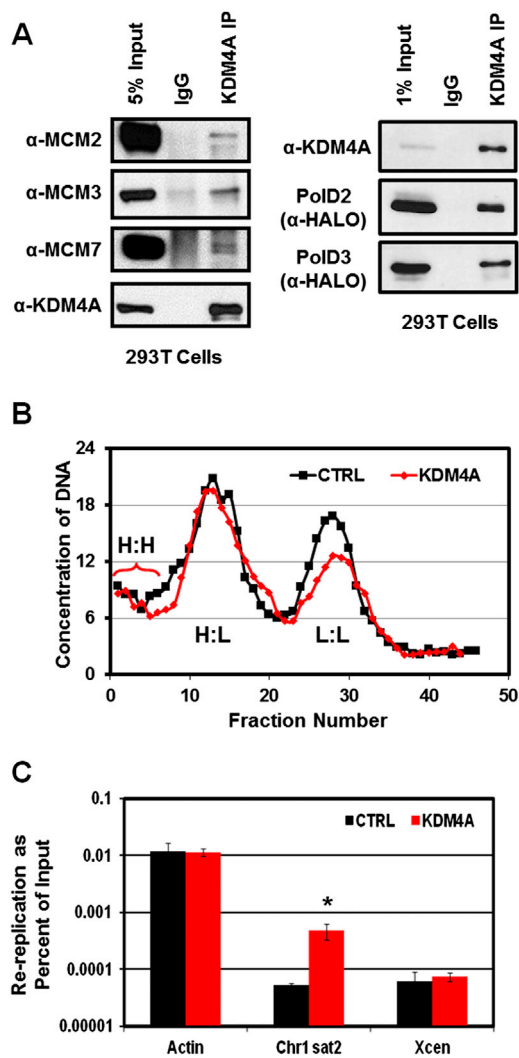 A
5% Input
IgG
KDM4A IP
α-MCM2
α-MCM3
α-MCM7
α-KDM4A
293T Cells
1% Input
IgG
KDM4A IP
α-KDM4A
PolD2
(α-HALO)
PolD3
(α-HALO)
293T Cells
B
Concentration of DNA
24
18
12
6
0
CTRL
KDM4A
H:H
H:L
L:L
0
10
20
30
40
50
Fraction Number
C
Re-replication as
Percent of Input
0.1
0.01
0.001
0.0001
0.00001
CTRL
KDM4A
*
Actin
Chr1sat2
Xcen